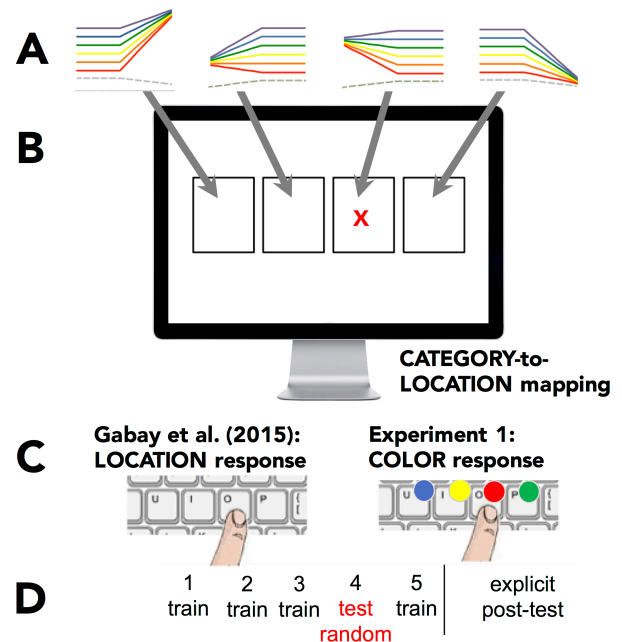 A
B
X
CATEGORY-to-
LOCATION mapping
C
Gabay et al. (2015):
LOCATION response
Experiment 1:
COLOR response
U I O P {
[
U I O P {
[
D
1 2 3 4 5 explicit
train train train test train post-test
random